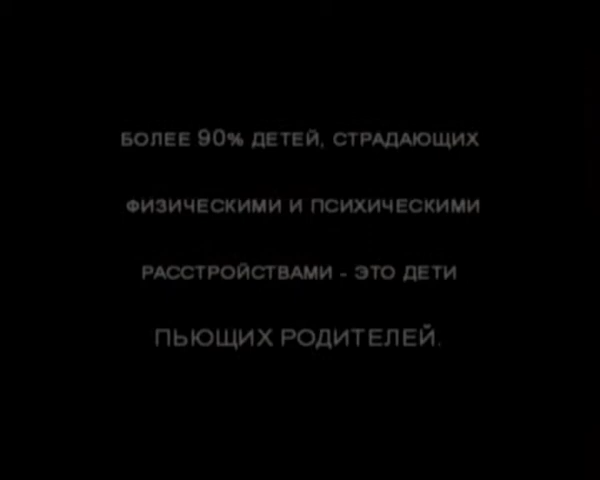 БОЛЕЕ 90% ДЕТЕЙ, СТРАДАЮЩИХ
ФИЗИЧЕСКИМИ И ПСИХИЧЕСКИМИ
РАССТРОЙСТВАМИ - ЭТО ДЕТИ
ПЬЮЩИХ РОДИТЕЛЕЙ.